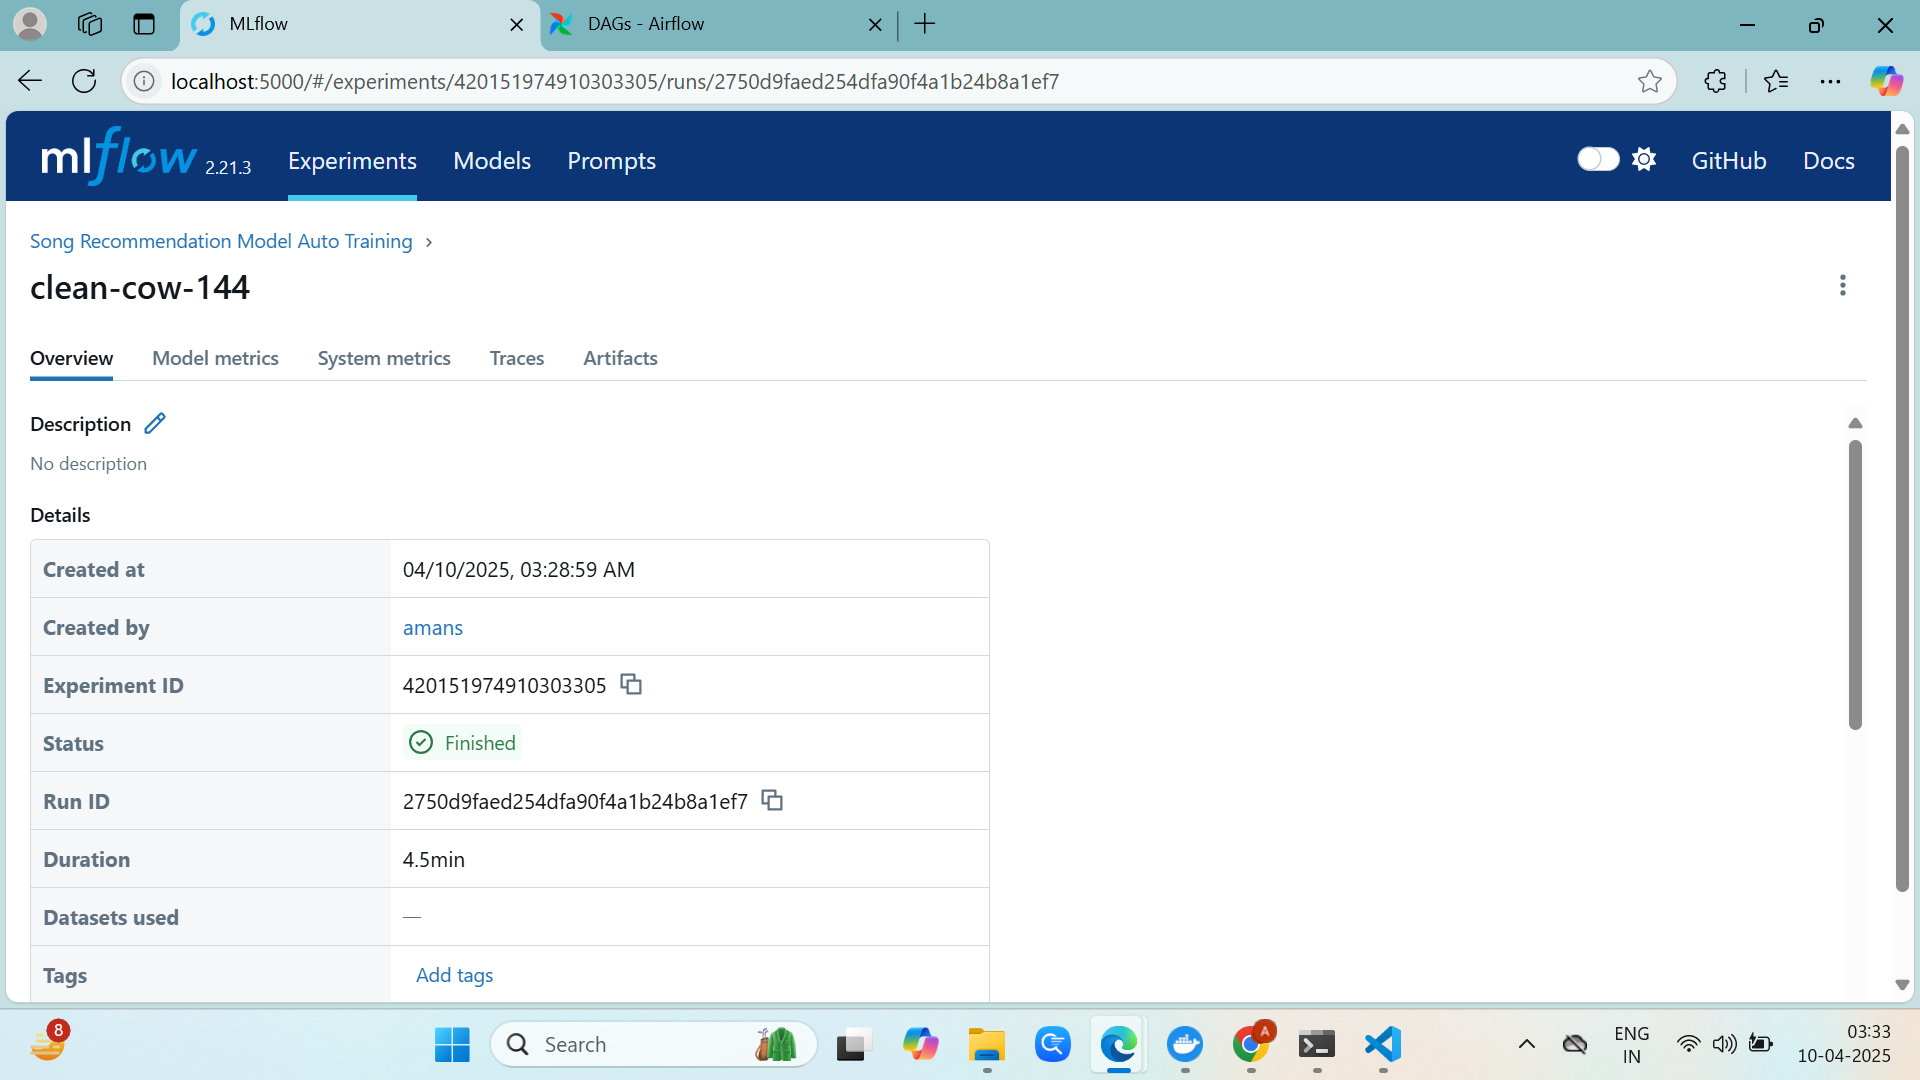 MLflow
DAGs - Airflow
localhost:5000/#/experiments/420151974910303305/runs/2750d9faed254dfa90f4a1b24b8a1ef7
mlflow 2.21.3 Experiments Models Prompts GitHub Docs
Song Recommendation Model Auto Training
clean-cow-144
Overview Model metrics System metrics Traces Artifacts
Description
No description
Details
Created at 04/10/2025, 03:28:59 AM
Created by amans
Experiment ID 420151974910303305
Status Finished
Run ID 2750d9faed254dfa90f4a1b24b8a1ef7
Duration 4.5min
Datasets used —
Tags Add tags
8
Search
A
ENG
IN
03:33
10-04-2025